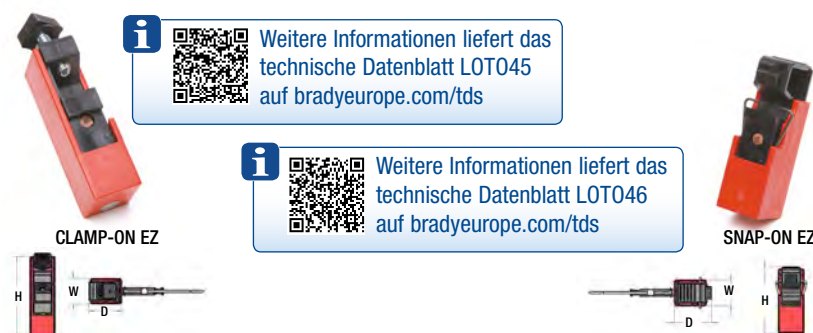 i
Weitere Informationen liefert das
technische Datenblatt LOTO45
auf bradyeurope.com/tds
i
Weitere Informationen liefert das
technische Datenblatt LOTO46
auf bradyeurope.com/tds
CLAMP-ON EZ
SNAP-ON EZ
H
W
D
W
D
H